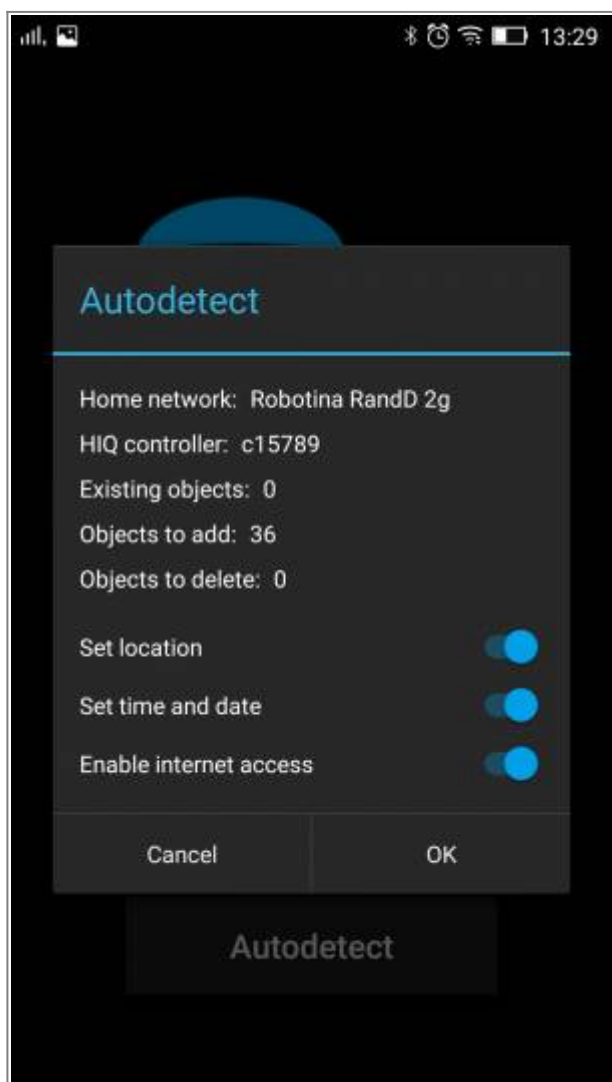 13:29
Autodetect
Home network: Robotina RandD 2g
HIQ controller: c15789
Existing objects: 0
Objects to add: 36
Objects to delete: 0
Set location
Set time and date
Enable internet access
Cancel OK
Autodetect